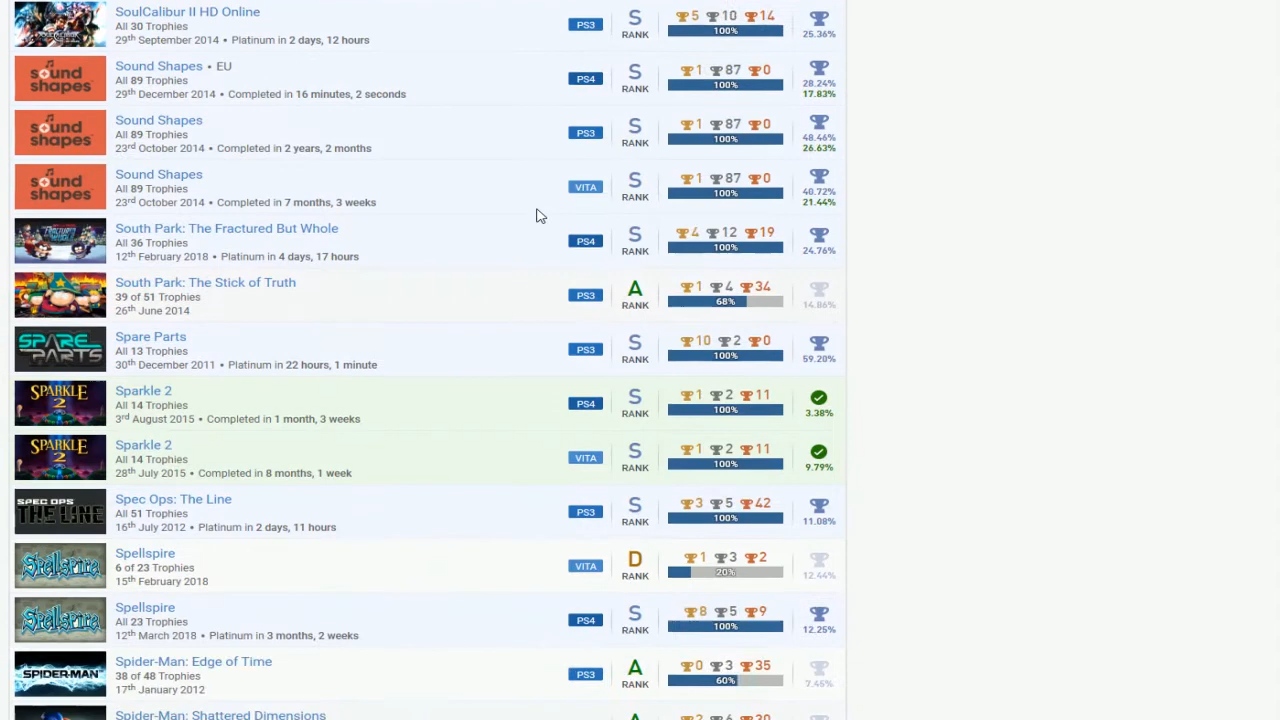 SoulCalibur II HD Online
All 30 Trophies
29th September 2014 • Platinum in 2 days, 12 hours
PS3
S
RANK
5 10 14
100%
25.36%
sound
shapes
Sound Shapes • EU
All 89 Trophies
29th December 2014 • Completed in 16 minutes, 2 seconds
PS4
S
RANK
1 87 0
100%
28.24%
17.83%
sound
shapes
Sound Shapes
All 89 Trophies
23rd October 2014 • Completed in 2 years, 2 months
PS3
S
RANK
1 87 0
100%
48.46%
26.63%
sound
shapes
Sound Shapes
All 89 Trophies
23rd October 2014 • Completed in 7 months, 3 weeks
VITA
S
RANK
1 87 0
100%
40.72%
21.44%
South Park: The Fractured But Whole
All 36 Trophies
12th February 2018 • Platinum in 4 days, 17 hours
PS4
S
RANK
4 12 19
100%
24.76%
South Park: The Stick of Truth
39 of 51 Trophies
26th June 2014
PS3
A
RANK
1 4 34
68%
14.86%
SPARE
PARTS
Spare Parts
All 13 Trophies
30th December 2011 • Platinum in 22 hours, 1 minute
PS3
S
RANK
10 2 0
100%
59.20%
SPARKLE
2
Sparkle 2
All 14 Trophies
3rd August 2015 • Completed in 1 month, 3 weeks
PS4
S
RANK
1 2 11
100%
3.38%
SPARKLE
2
Sparkle 2
All 14 Trophies
28th July 2015 • Completed in 8 months, 1 week
VITA
S
RANK
1 2 11
100%
9.79%
SPEC OPS:
THE LINE
Spec Ops: The Line
All 51 Trophies
16th July 2012 • Platinum in 2 days, 11 hours
PS3
S
RANK
3 5 42
100%
11.08%
Spellspire
Spellspire
6 of 23 Trophies
15th February 2018
VITA
D
RANK
1 3 2
20%
12.44%
Spellspire
Spellspire
All 23 Trophies
12th March 2018 • Platinum in 3 months, 2 weeks
PS4
S
RANK
8 5 9
100%
12.25%
SPIDER-MAN
Spider-Man: Edge of Time
38 of 48 Trophies
17th January 2012
PS3
A
RANK
0 3 35
60%
7.45%
Spider-Man: Shattered Dimensions